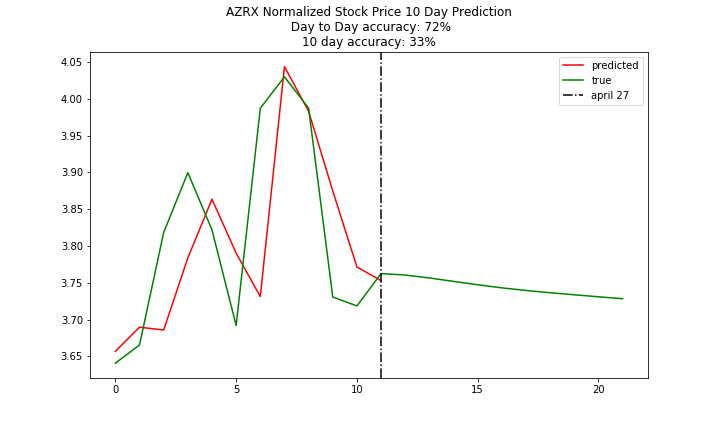 AZRX Normalized Stock Price 10 Day Prediction
Day to Day accuracy: 72%
10 day accuracy: 33%
predicted
true
april 27
4.05
4.00
3.95
3.90
3.85
3.80
3.75
3.70
3.65
0
5
10
15
20